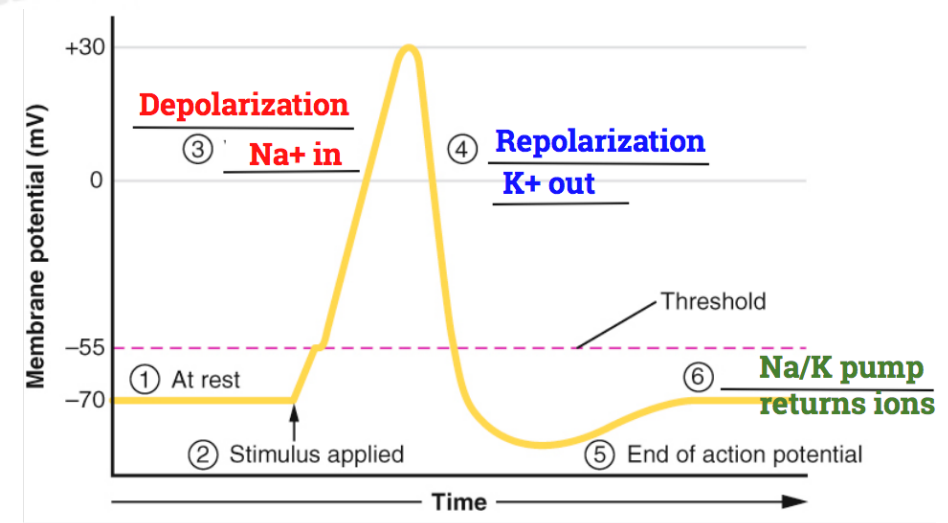 +30
Depolarization
③ ' Na+ in
④ Repolarization
K+ out
0
Membrane potential (mV)
Threshold
–55
① At rest
⑥ Na/K pump
returns ions
–70
② Stimulus applied
⑤ End of action potential
Time